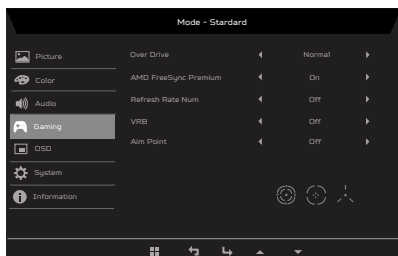 Mode - Standard
Picture
Color
Audio
Gaming
OSD
System
Information
Over Drive Normal
AMD FreeSync Premium On
Refresh Rate Num Off
VRB Off
Aim Point Off